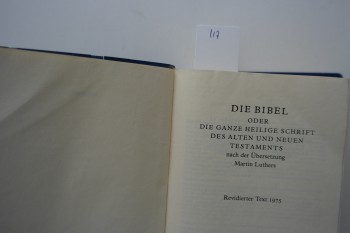 117
DIE BIBEL
ODER
DIE GANZE HEILIGE SCHRIFT
DES ALTEN UND NEUEN
TESTAMENTS
nach der Übersetzung
Martin Luthers
Revidierter Text 1975